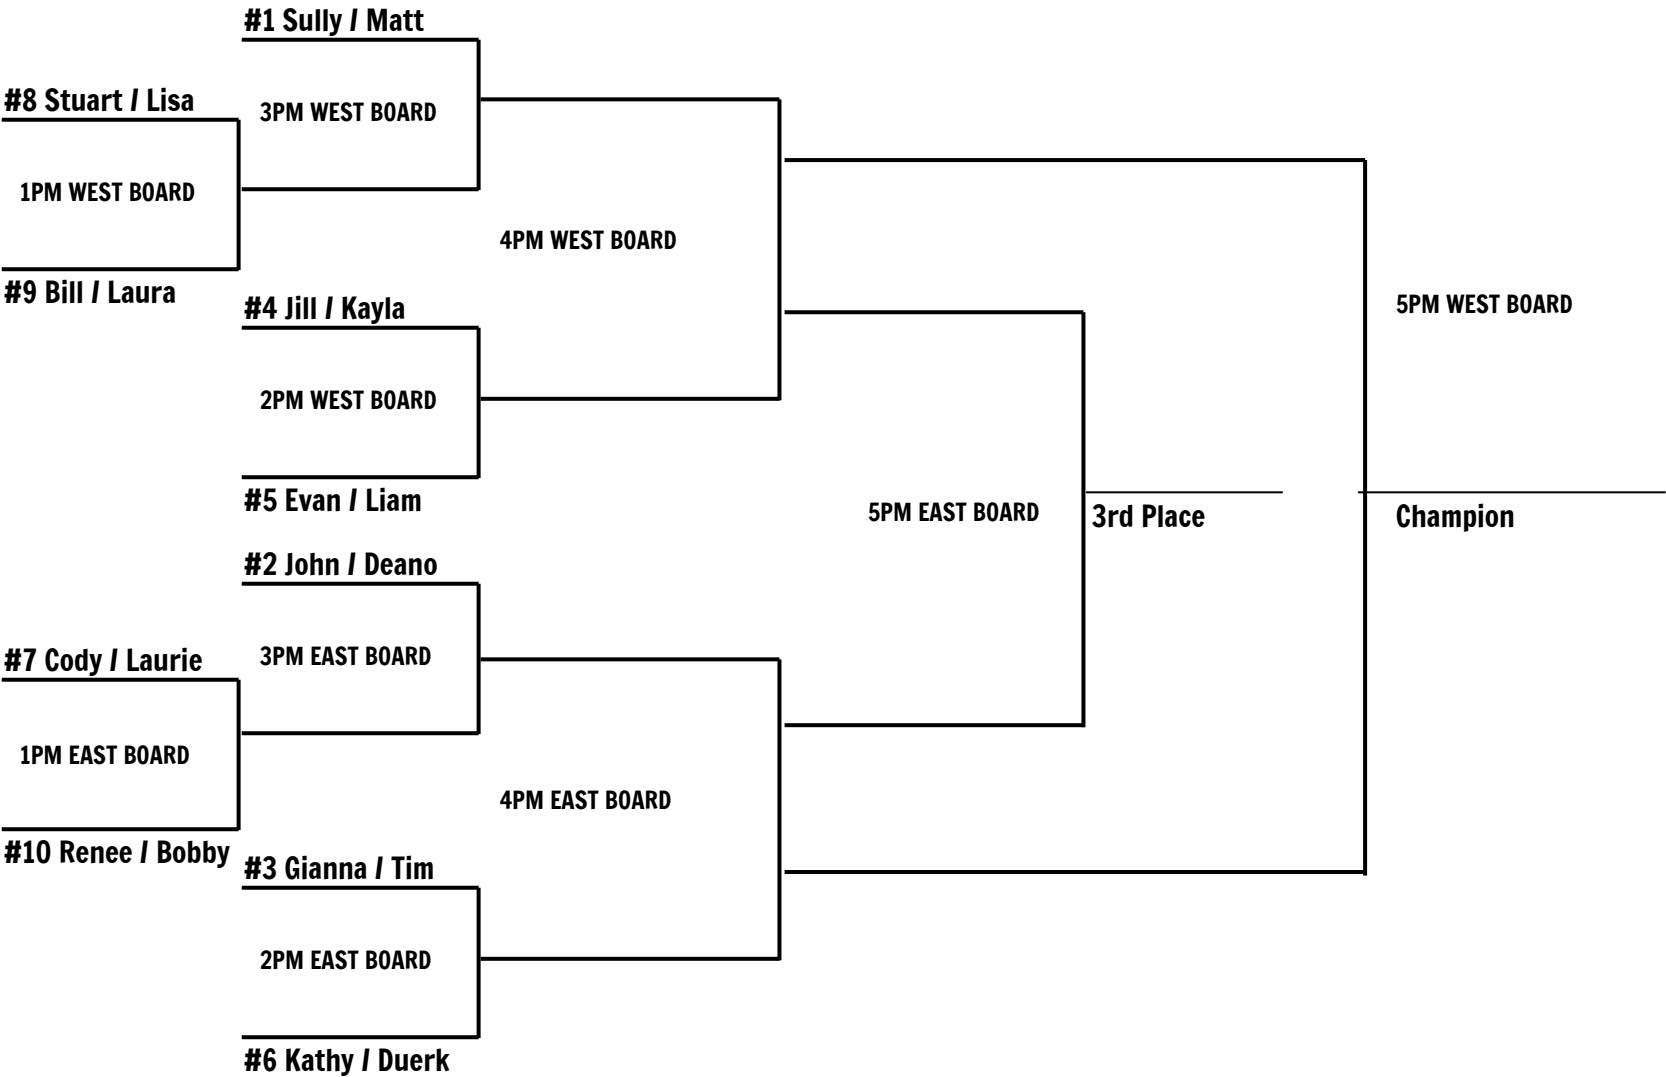 #1 Sully / Matt
#8 Stuart / Lisa
3PM WEST BOARD
1PM WEST BOARD
4PM WEST BOARD
#9 Bill / Laura
#4 Jill / Kayla
5PM WEST BOARD
2PM WEST BOARD
#5 Evan / Liam
5PM EAST BOARD
3rd Place
Champion
#2 John / Deano
#7 Cody / Laurie
3PM EAST BOARD
1PM EAST BOARD
4PM EAST BOARD
#10 Renee / Bobby
#3 Gianna / Tim
2PM EAST BOARD
#6 Kathy / Duerk